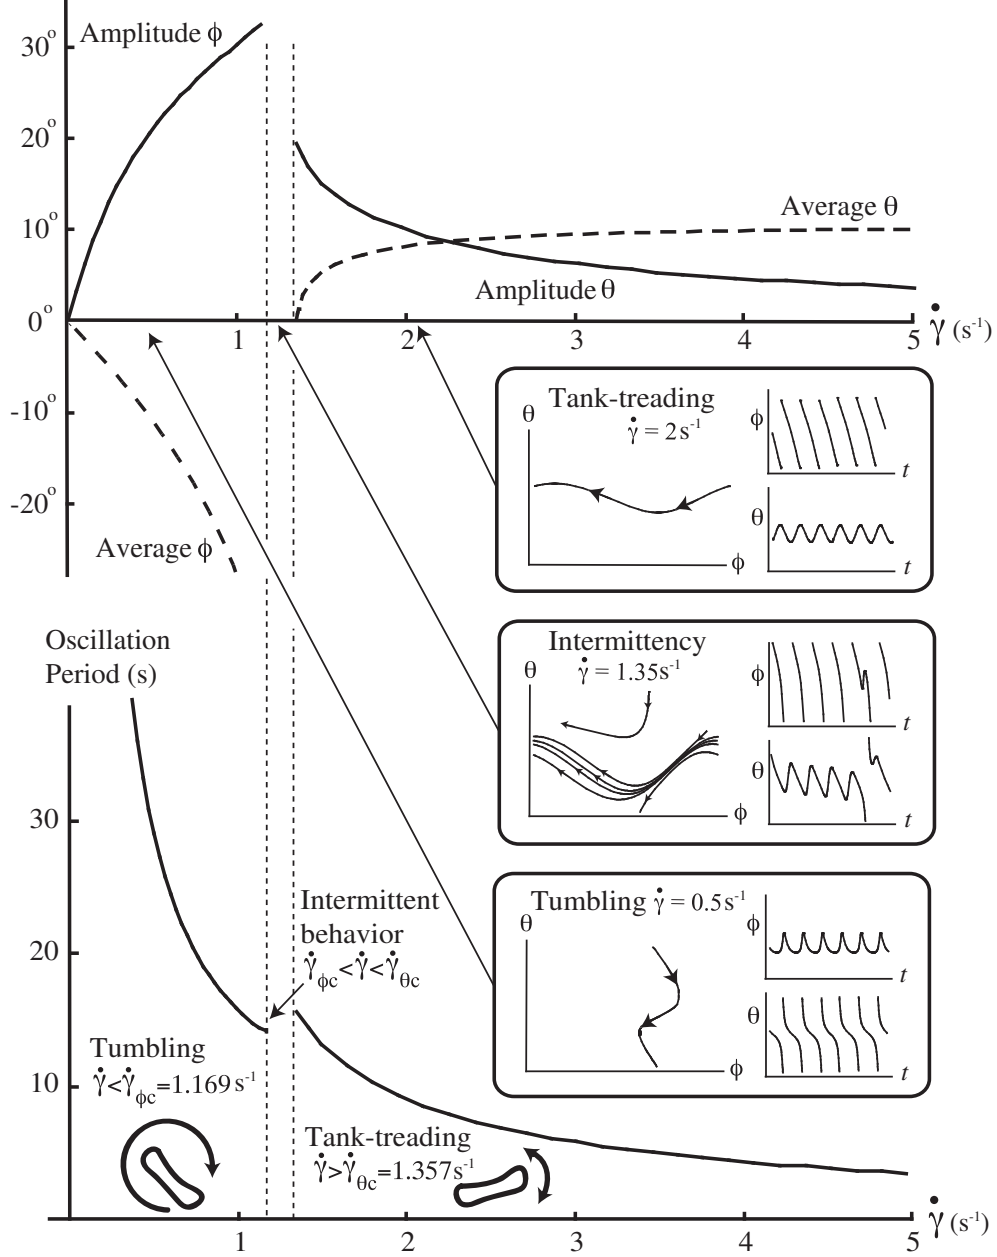 Amplitude ϕ
30°
20°
10°
0°
-10°
-20°
Average θ
Amplitude θ
1
2
3
4
5
γ̇ (s⁻¹)
Average ϕ
Tank-treading
γ̇ = 2s⁻¹
θ
ϕ
ϕ
t
θ
t
Oscillation
Period (s)
Intermittency
γ̇ = 1.35s⁻¹
θ
ϕ
ϕ
t
θ
t
30
20
10
Intermittent
behavior
γ̇ϕc<γ̇<γ̇θc
Tumbling γ̇ = 0.5s⁻¹
θ
ϕ
ϕ
t
θ
t
Tumbling
γ̇<γ̇ϕc=1.169s⁻¹
Tank-treading
γ̇>γ̇θc=1.357s⁻¹
1
2
3
4
5
γ̇ (s⁻¹)